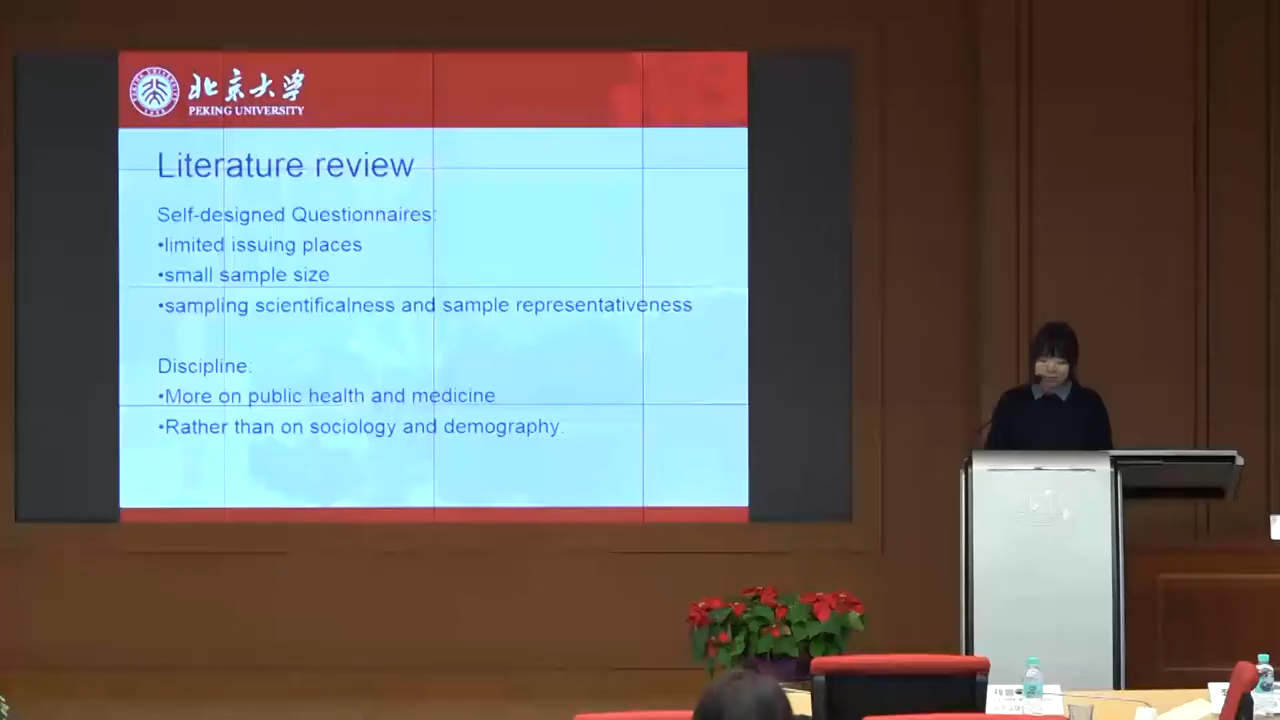 北京大学
PEKING UNIVERSITY
Literature review
Self-designed Questionnaires:
•limited issuing places
•small sample size
•sampling scientificalness and sample representativeness
Discipline:
•More on public health and medicine
•Rather than on sociology and demography.